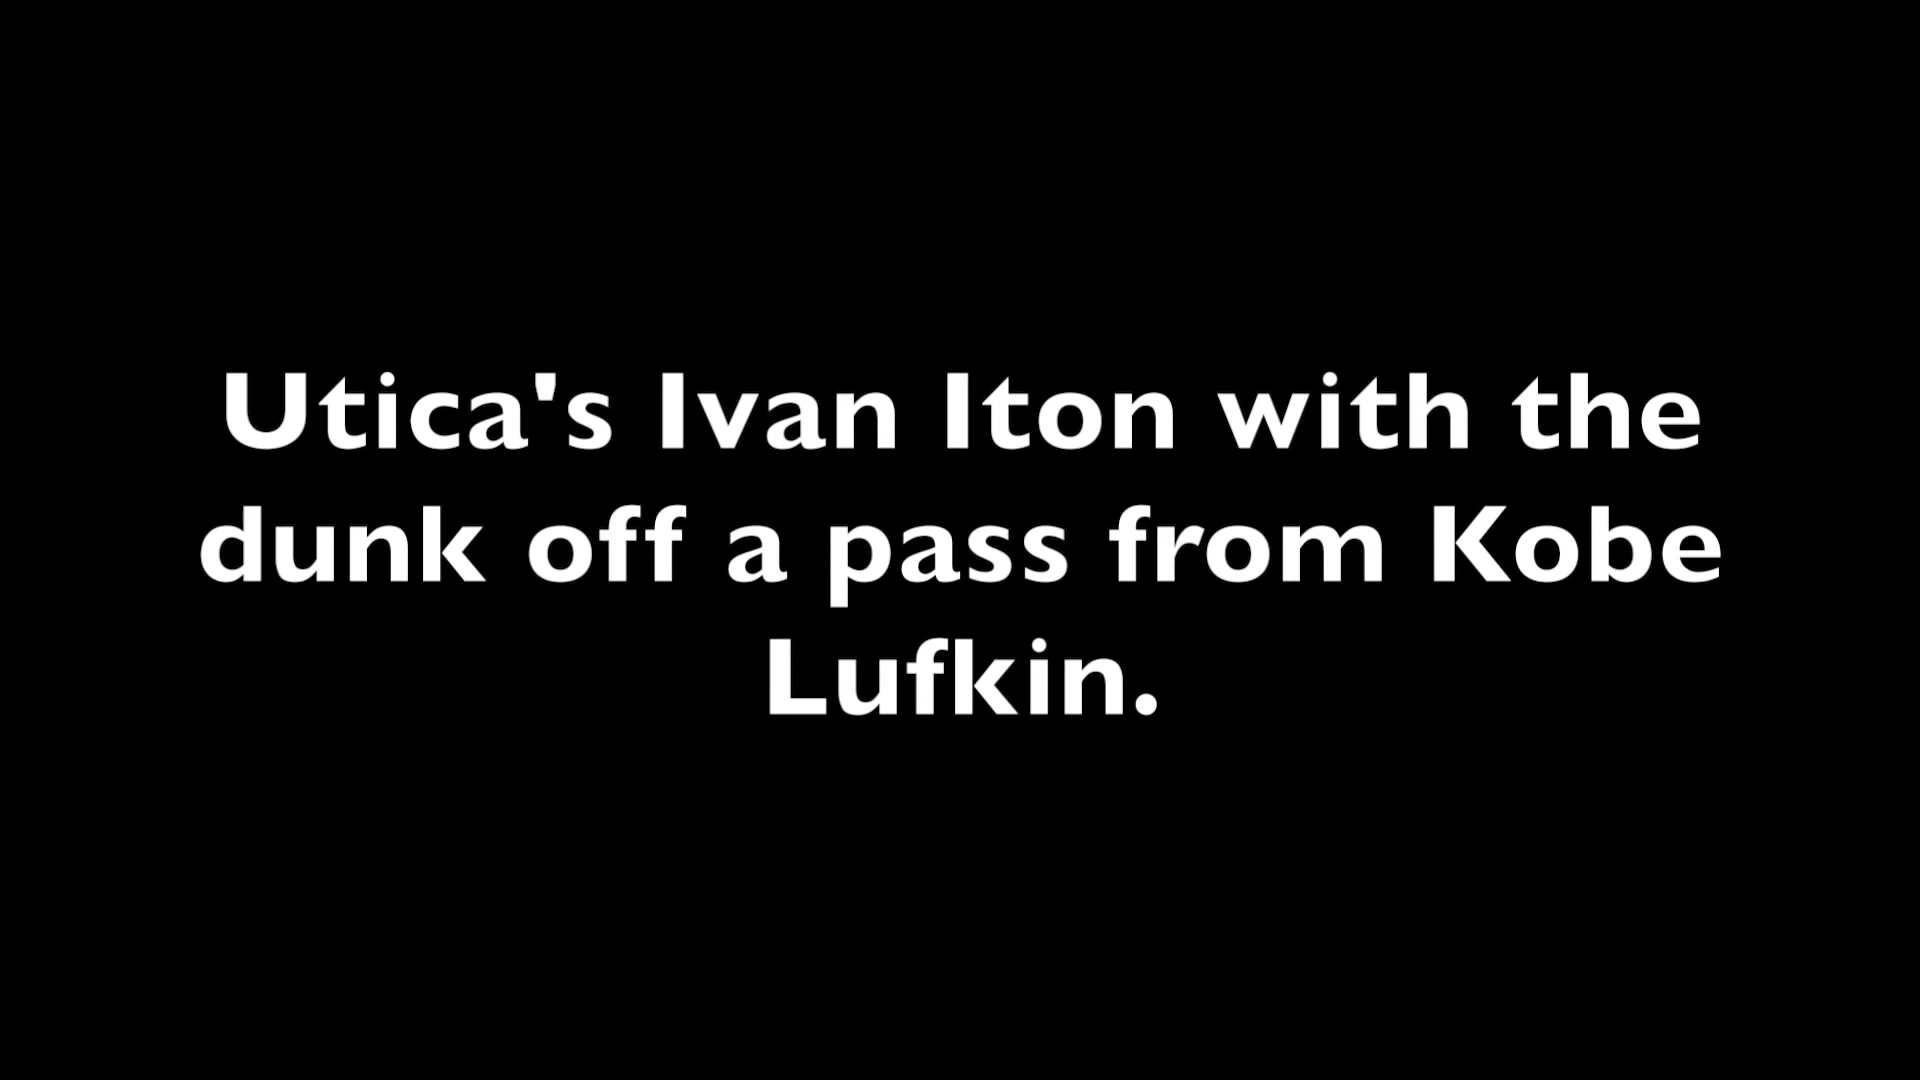 Utica's Ivan Iton with the
dunk off a pass from Kobe
Lufkin.